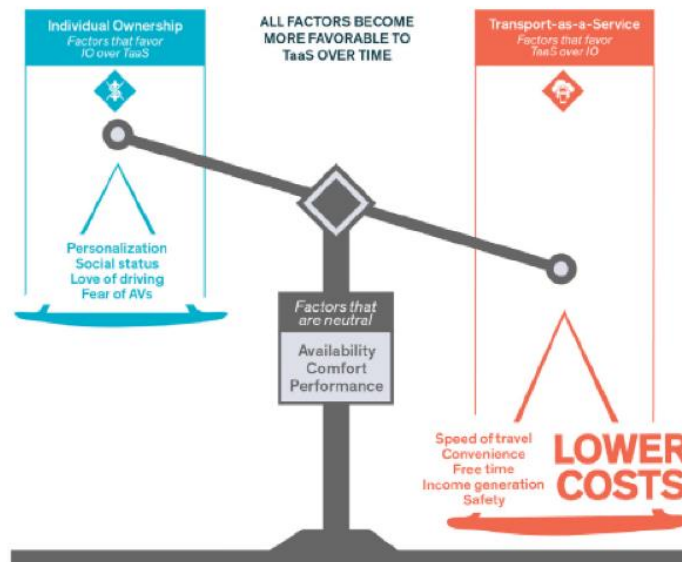 Individual Ownership
Factors that favor
IO over TaaS
ALL FACTORS BECOME
MORE FAVORABLE TO
TaaS OVER TIME
Transport-as-a-Service
Factors that favor
TaaS over IO
Personalization
Social status
Love of driving
Fear of AVs
Factors that
are neutral
Availability
Comfort
Performance
Speed of travel
Convenience
Free time
Income generation
Safety
LOWER
COSTS